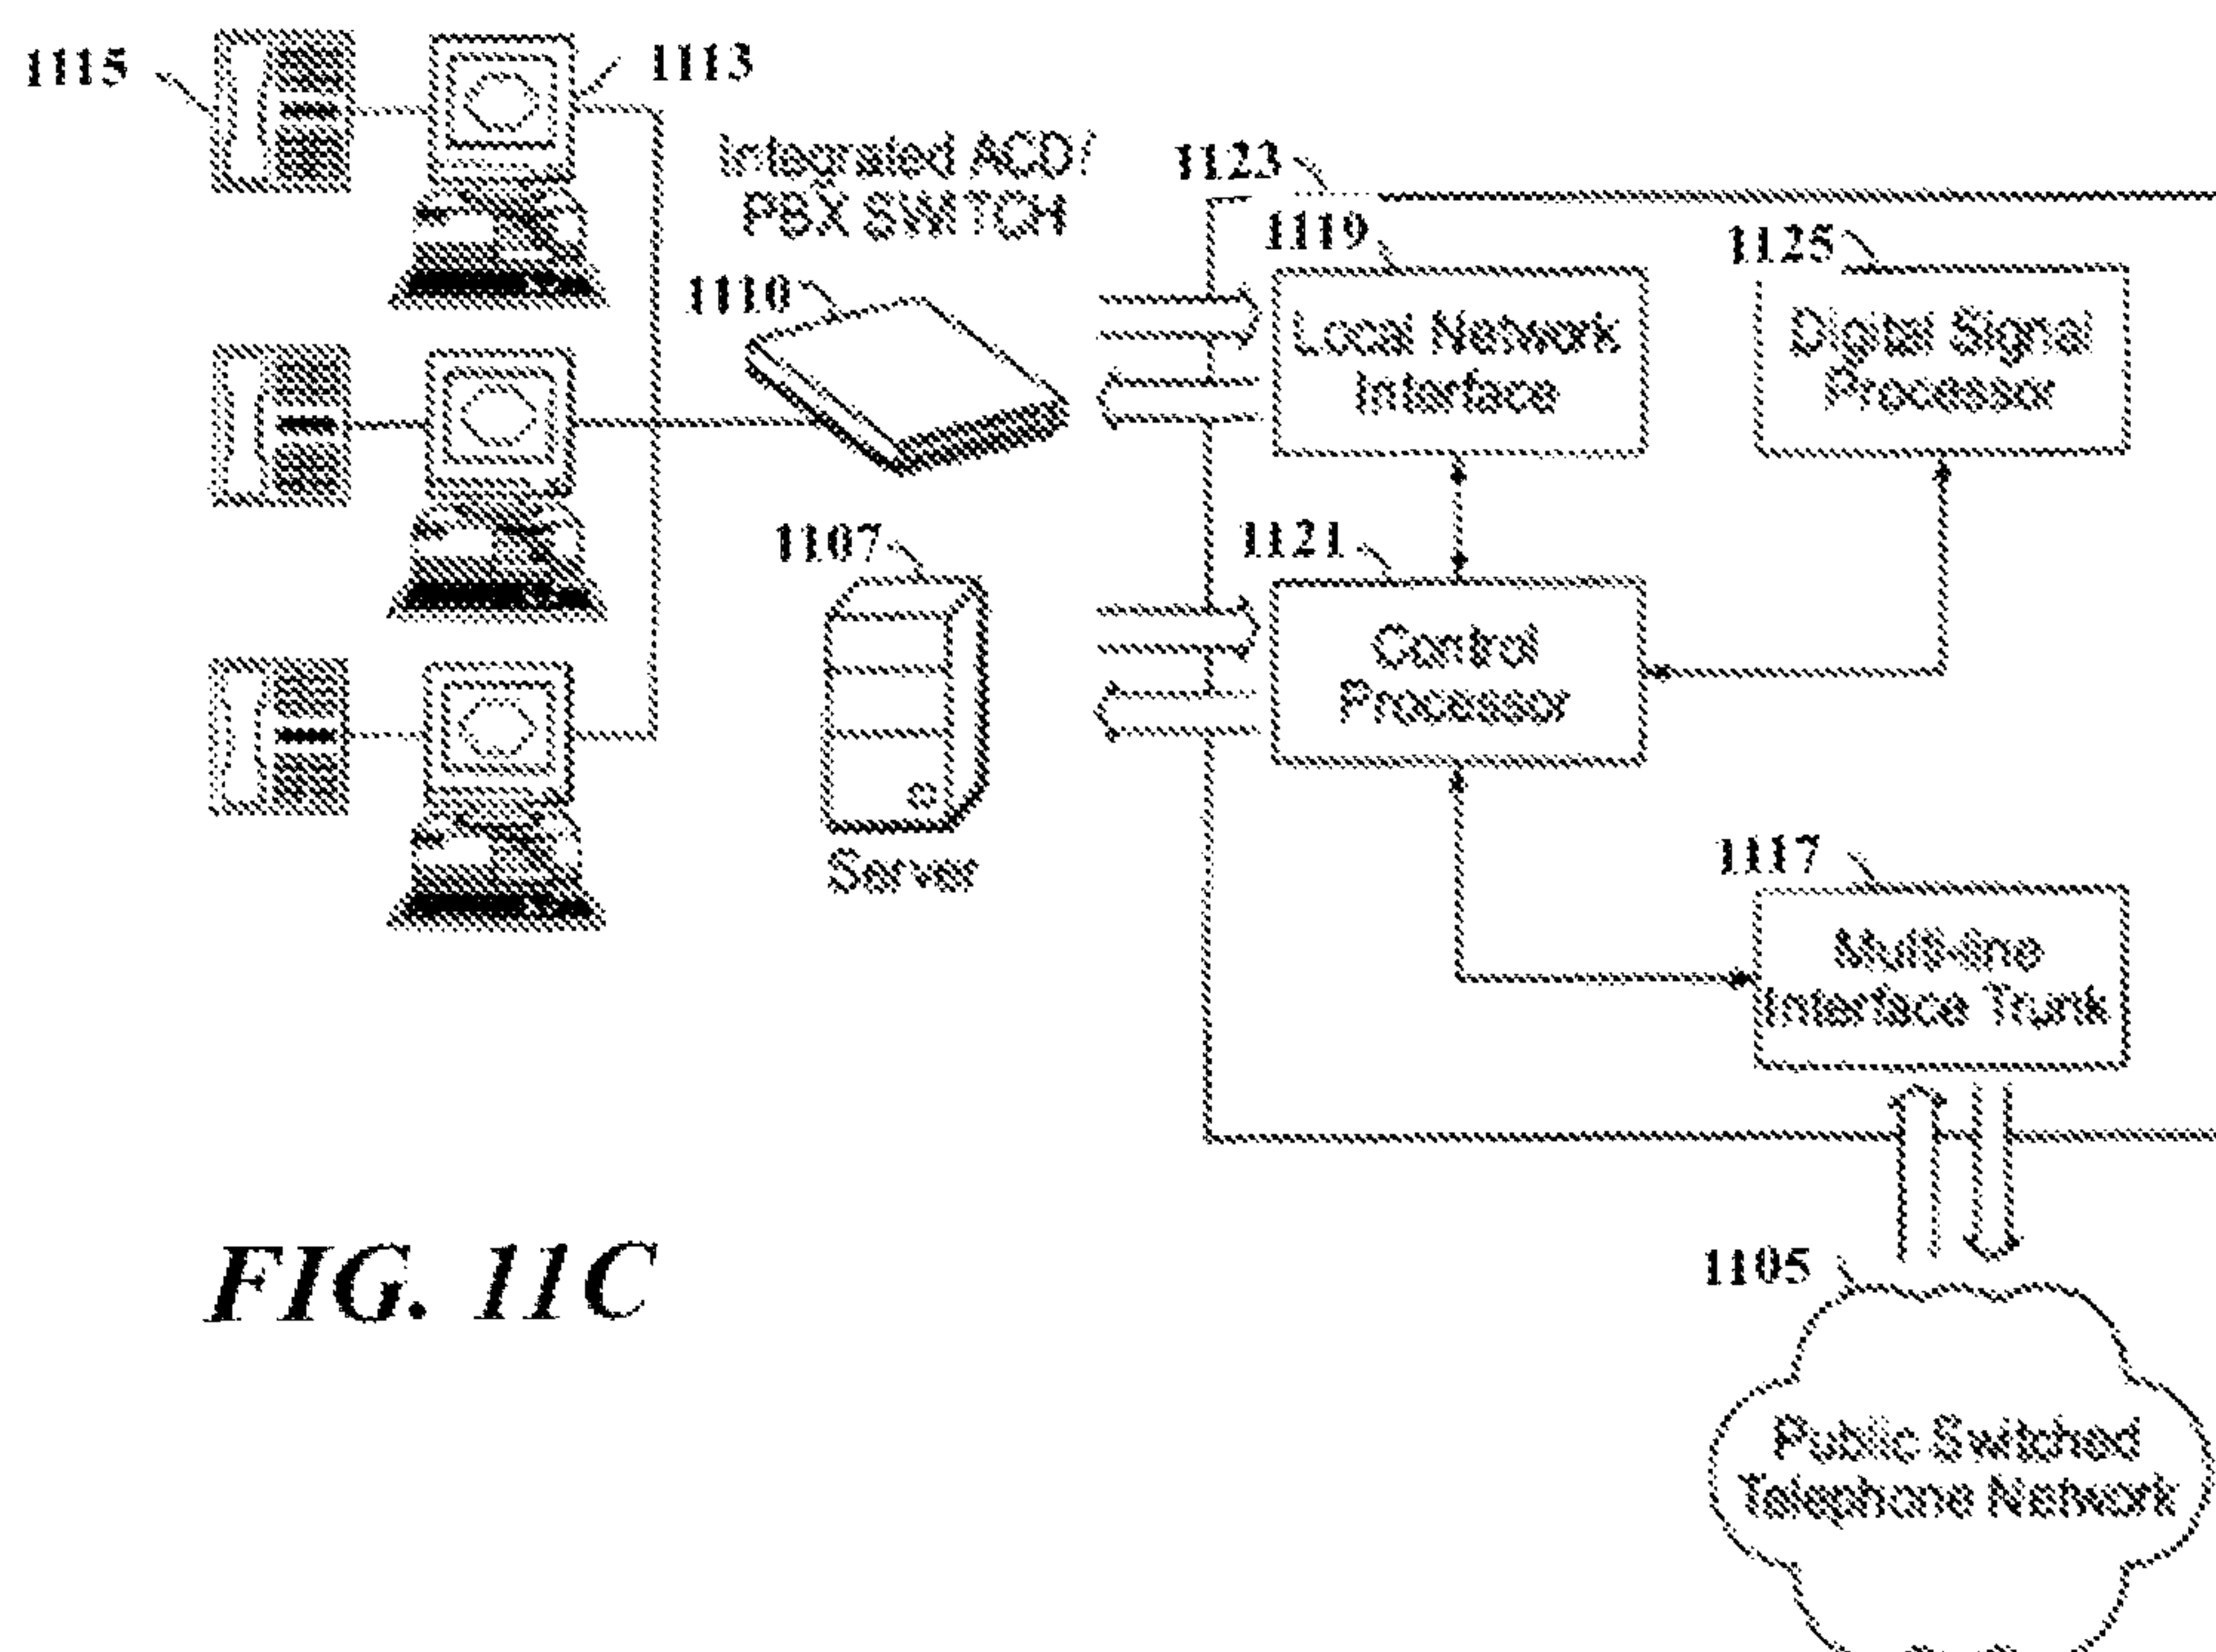 1115
1113
Integrated ACD/
PBX SWITCH
1123
1119
1125
1110
Local Network
Interface
Digital Signal
Processor
1107
1121
Control
Processor
Server
1117
Multi-line
Interface Trunk
FIG. 11C
1105
Public Switched
Telephone Network